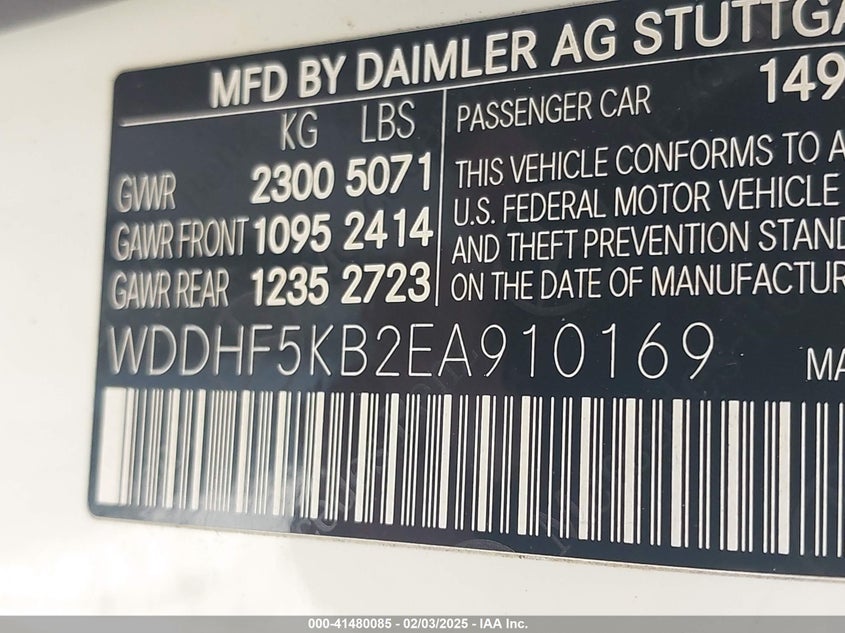 MFD BY DAIMLER AG STUTTGA
KG LBS
GVWR 2300 5071
GAWR FRONT 1095 2414
GAWR REAR 1235 2723
PASSENGER CAR 149
THIS VEHICLE CONFORMS TO A
U.S. FEDERAL MOTOR VEHICLE
AND THEFT PREVENTION STAND
ON THE DATE OF MANUFACTUR
WDDHF5KB2EA910169
MA
000-41480085 - 02/03/2025 - IAA Inc.